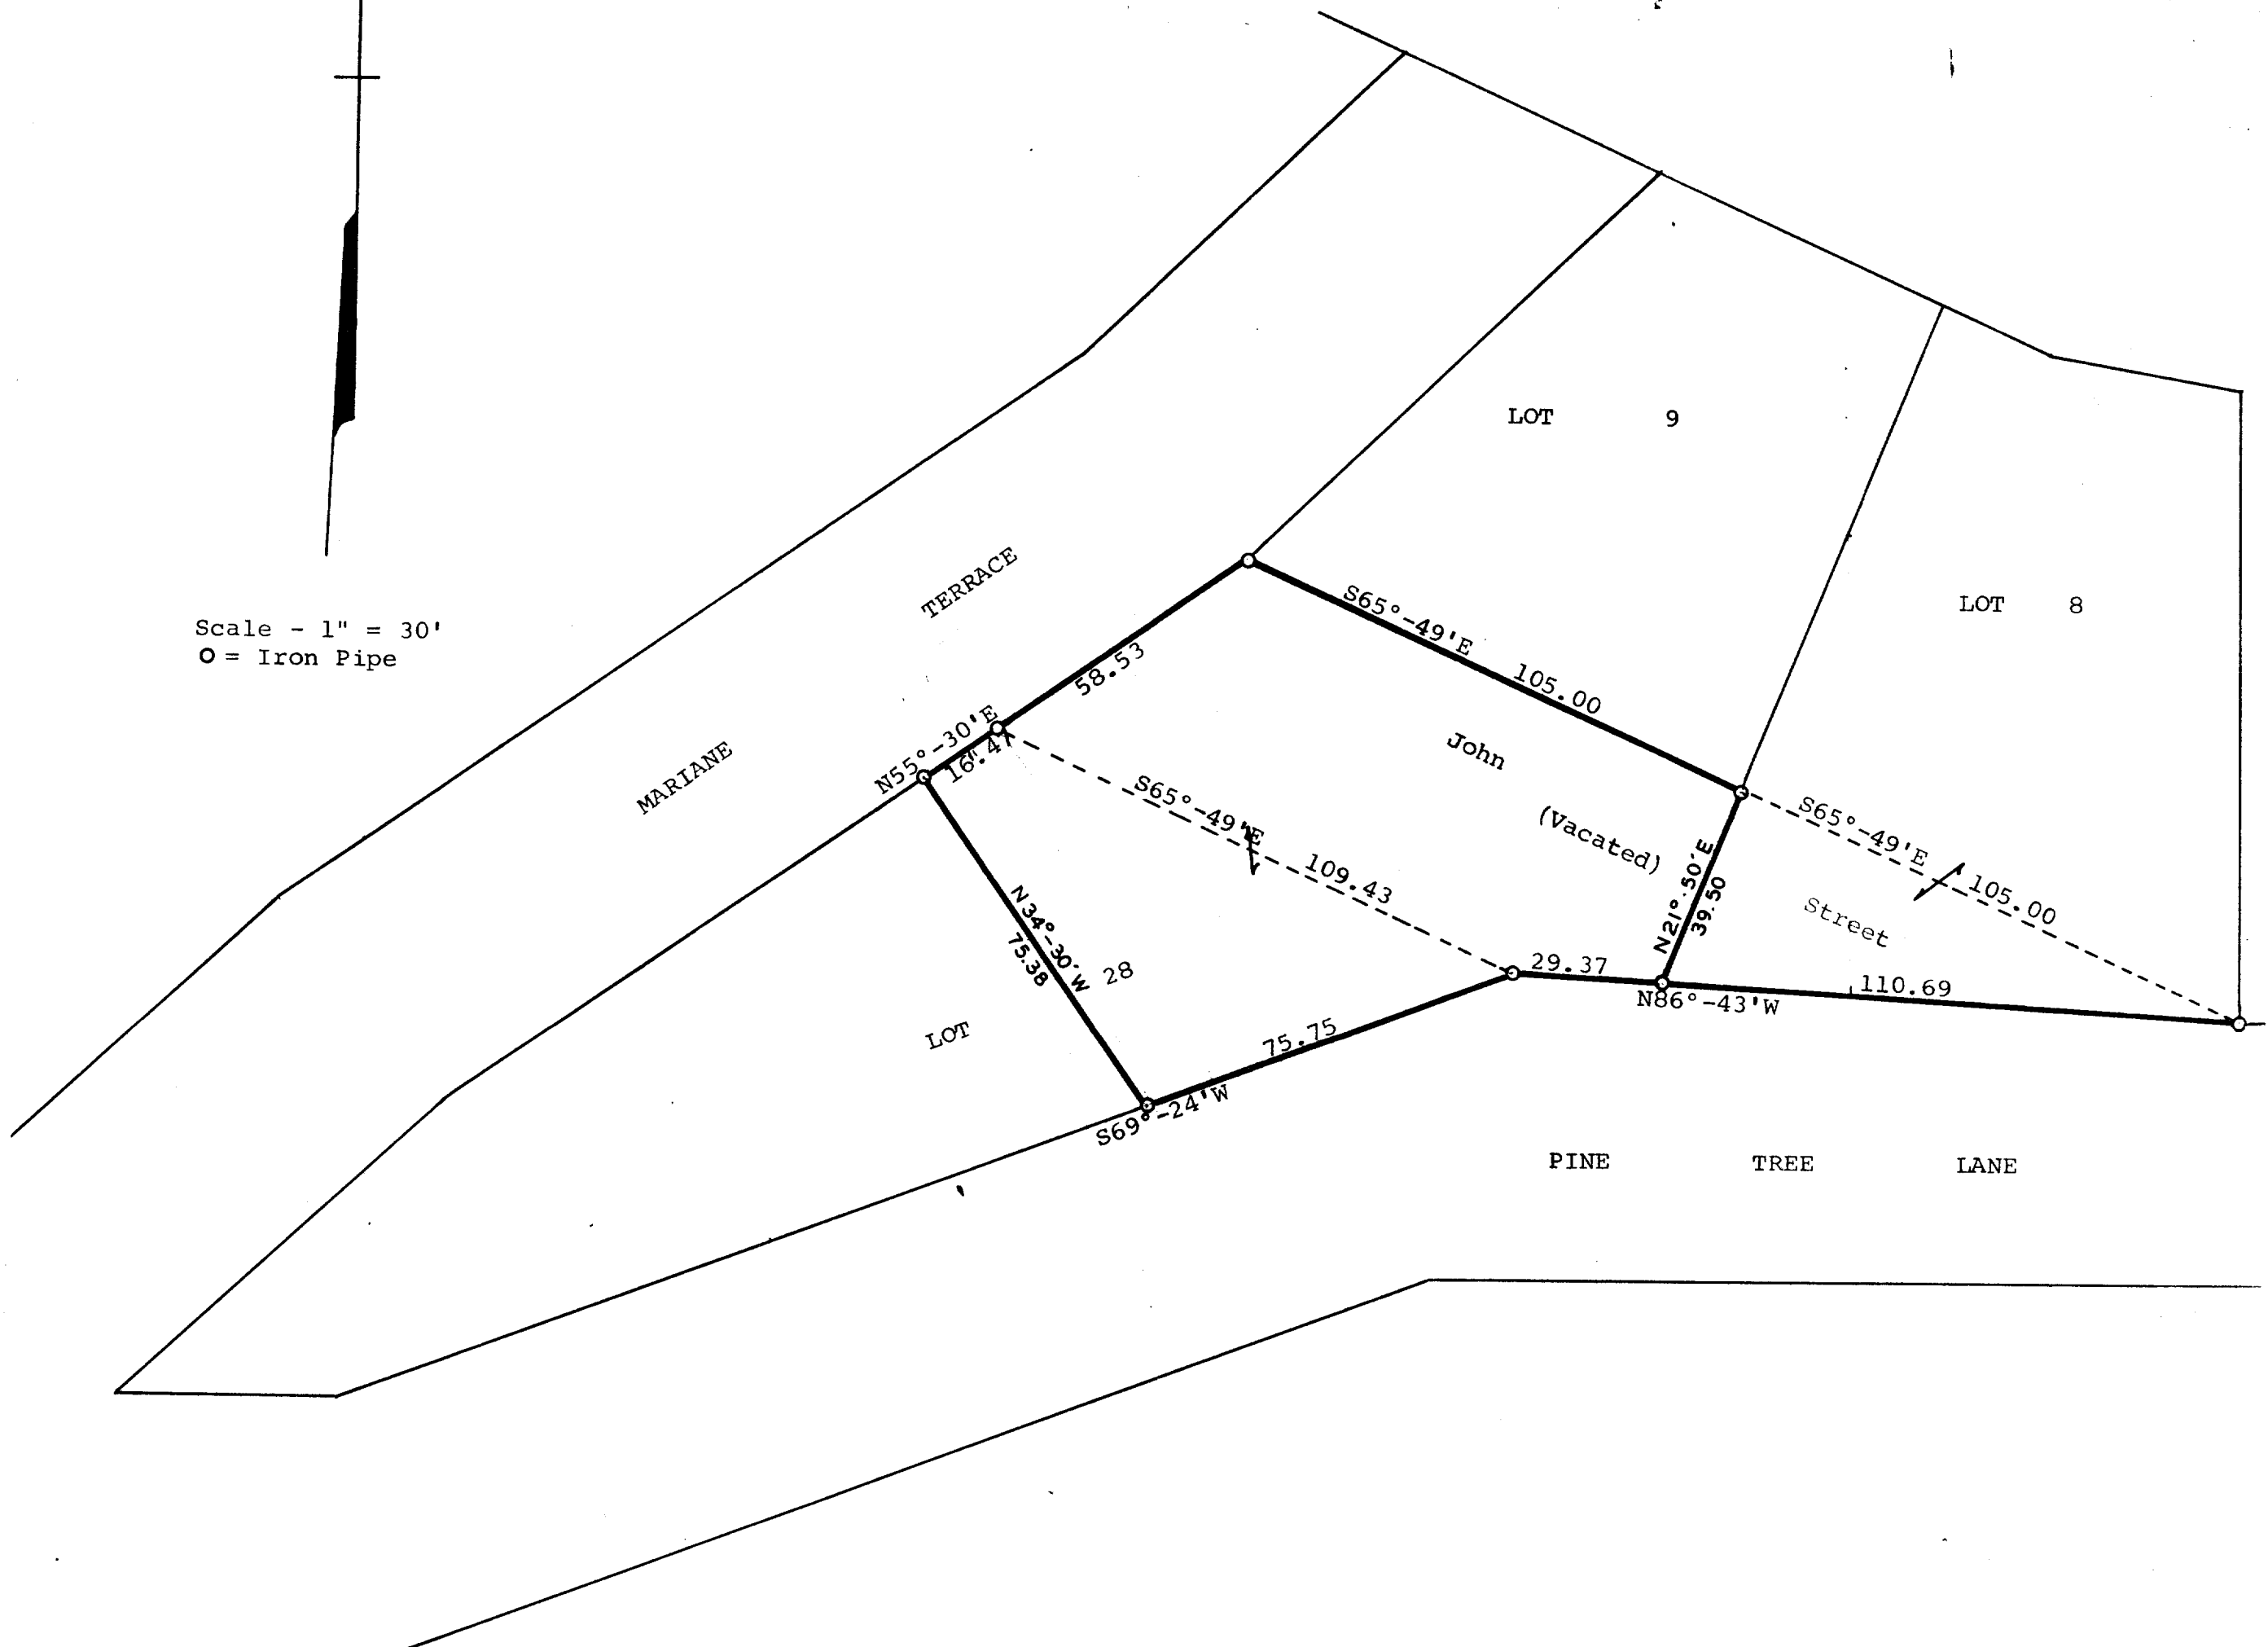 LOT 9
LOT 8
TERRACE
MARIANE
Scale - 1" = 30'
O = Iron Pipe
S65°-49'E 105.00
58.53
N55°-30'E
16.47
John
(Vacated)
Street
S65°-49'E 109.43
S65°-49'E 105.00
N21°.50'E
39.50
N34°-30'W
75.38
28
LOT
29.37
110.69
N86°-43'W
75.75
S69°-24'W
PINE TREE LANE